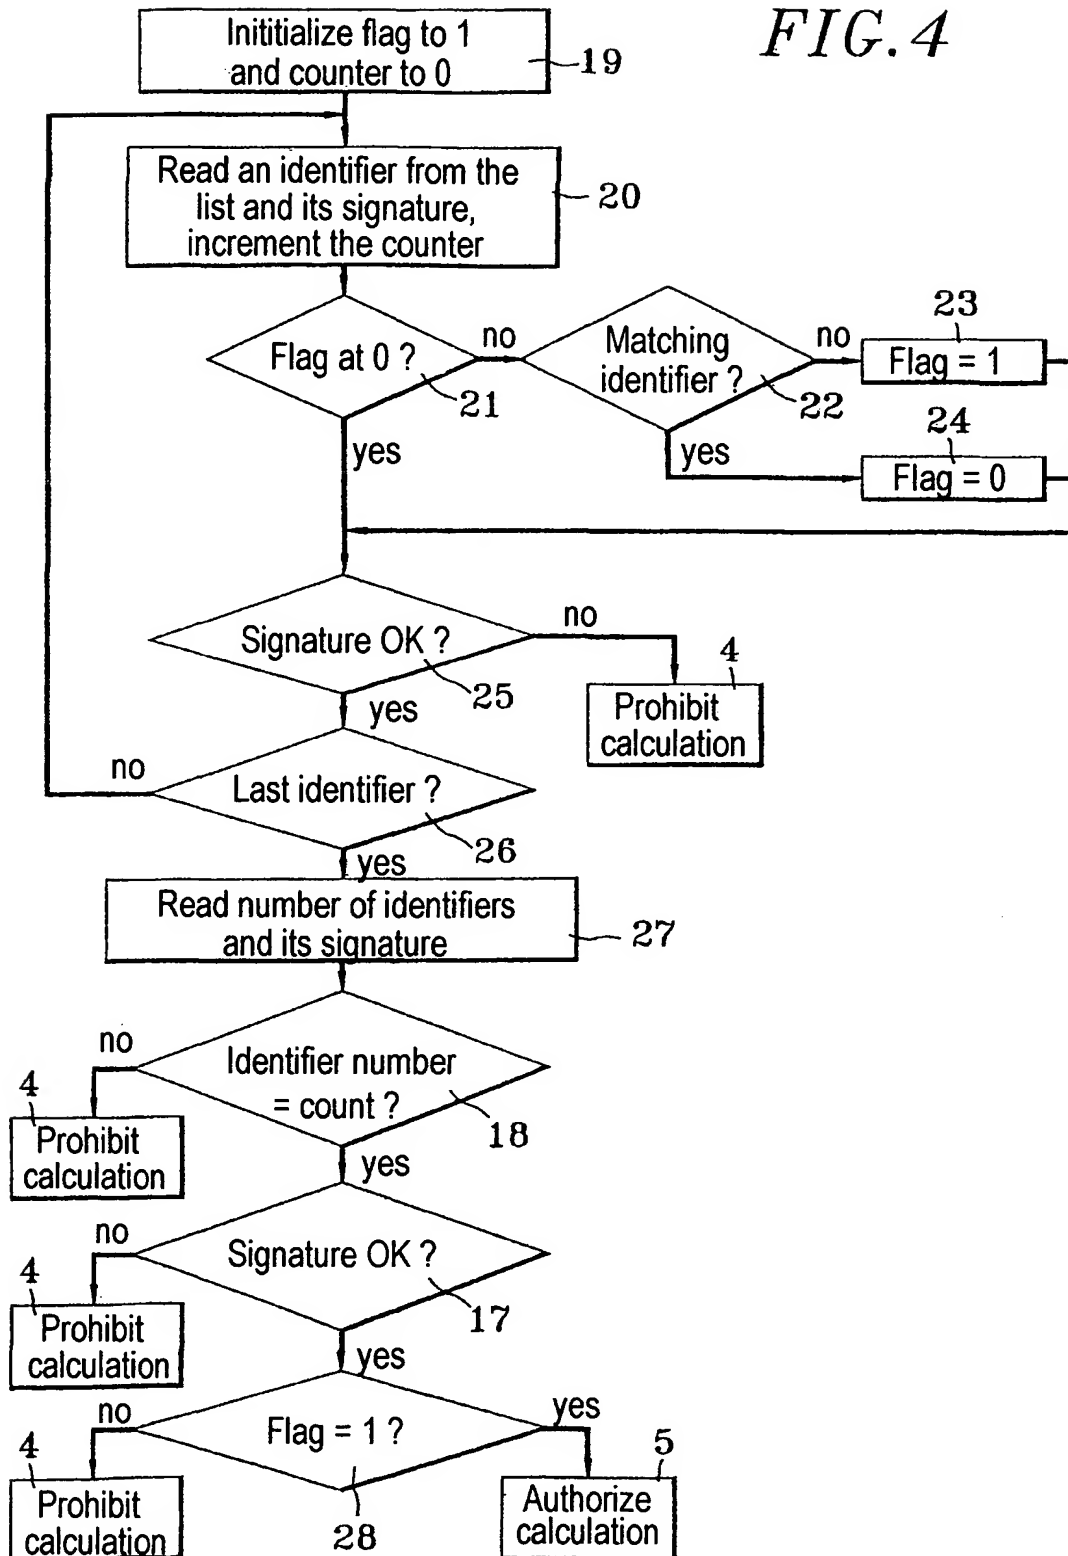 FIG. 4
Inititialize flag to 1
and counter to 0
19
Read an identifier from the
list and its signature,
increment the counter
20
Flag at 0 ?
21
no
yes
Matching
identifier ?
22
no
yes
23
Flag = 1
24
Flag = 0
Signature OK ?
25
no
yes
4
Prohibit
calculation
Last identifier ?
26
no
yes
Read number of identifiers
and its signature
27
Identifier number
= count ?
18
no
yes
4
Prohibit
calculation
Signature OK ?
17
no
yes
4
Prohibit
calculation
Flag = 1 ?
28
no
yes
4
Prohibit
calculation
5
Authorize
calculation